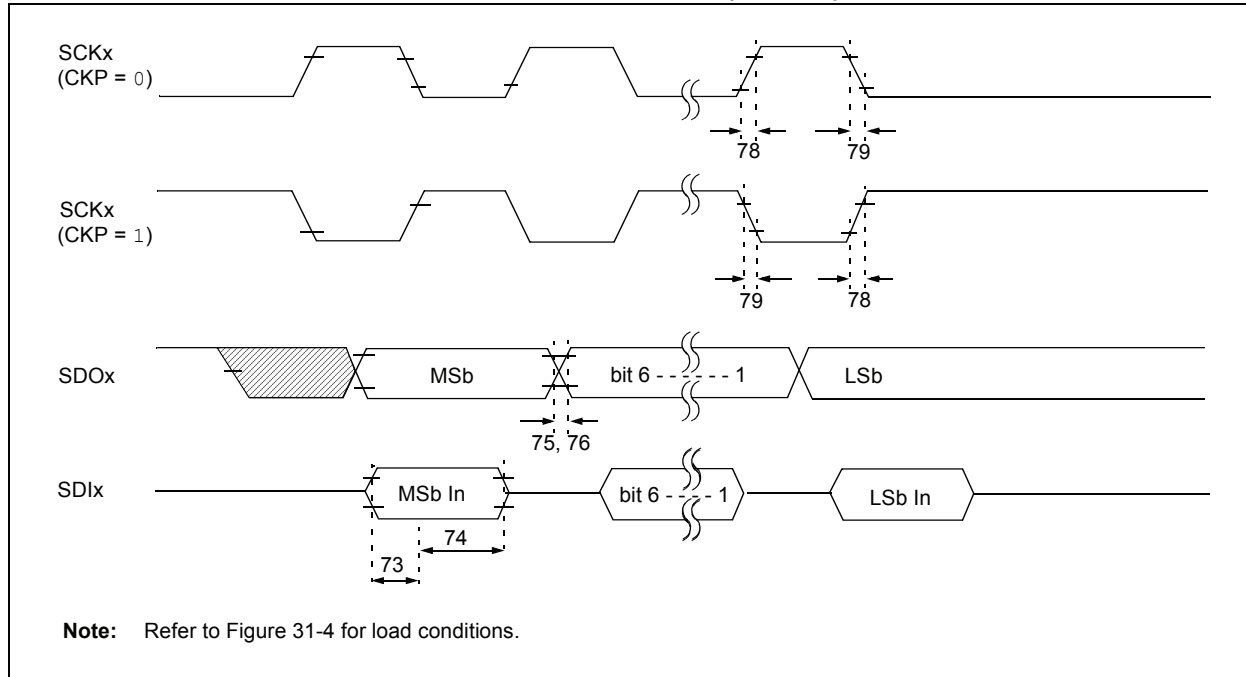 SCKx
(CKP = 0)
78
79
SCKx
(CKP = 1)
79
78
SDOx
MSb
bit 6 - - - - - - 1
LSb
75, 76
SDIx
MSb In
bit 6 - - - - 1
LSb In
74
73
Note: Refer to Figure 31-4 for load conditions.